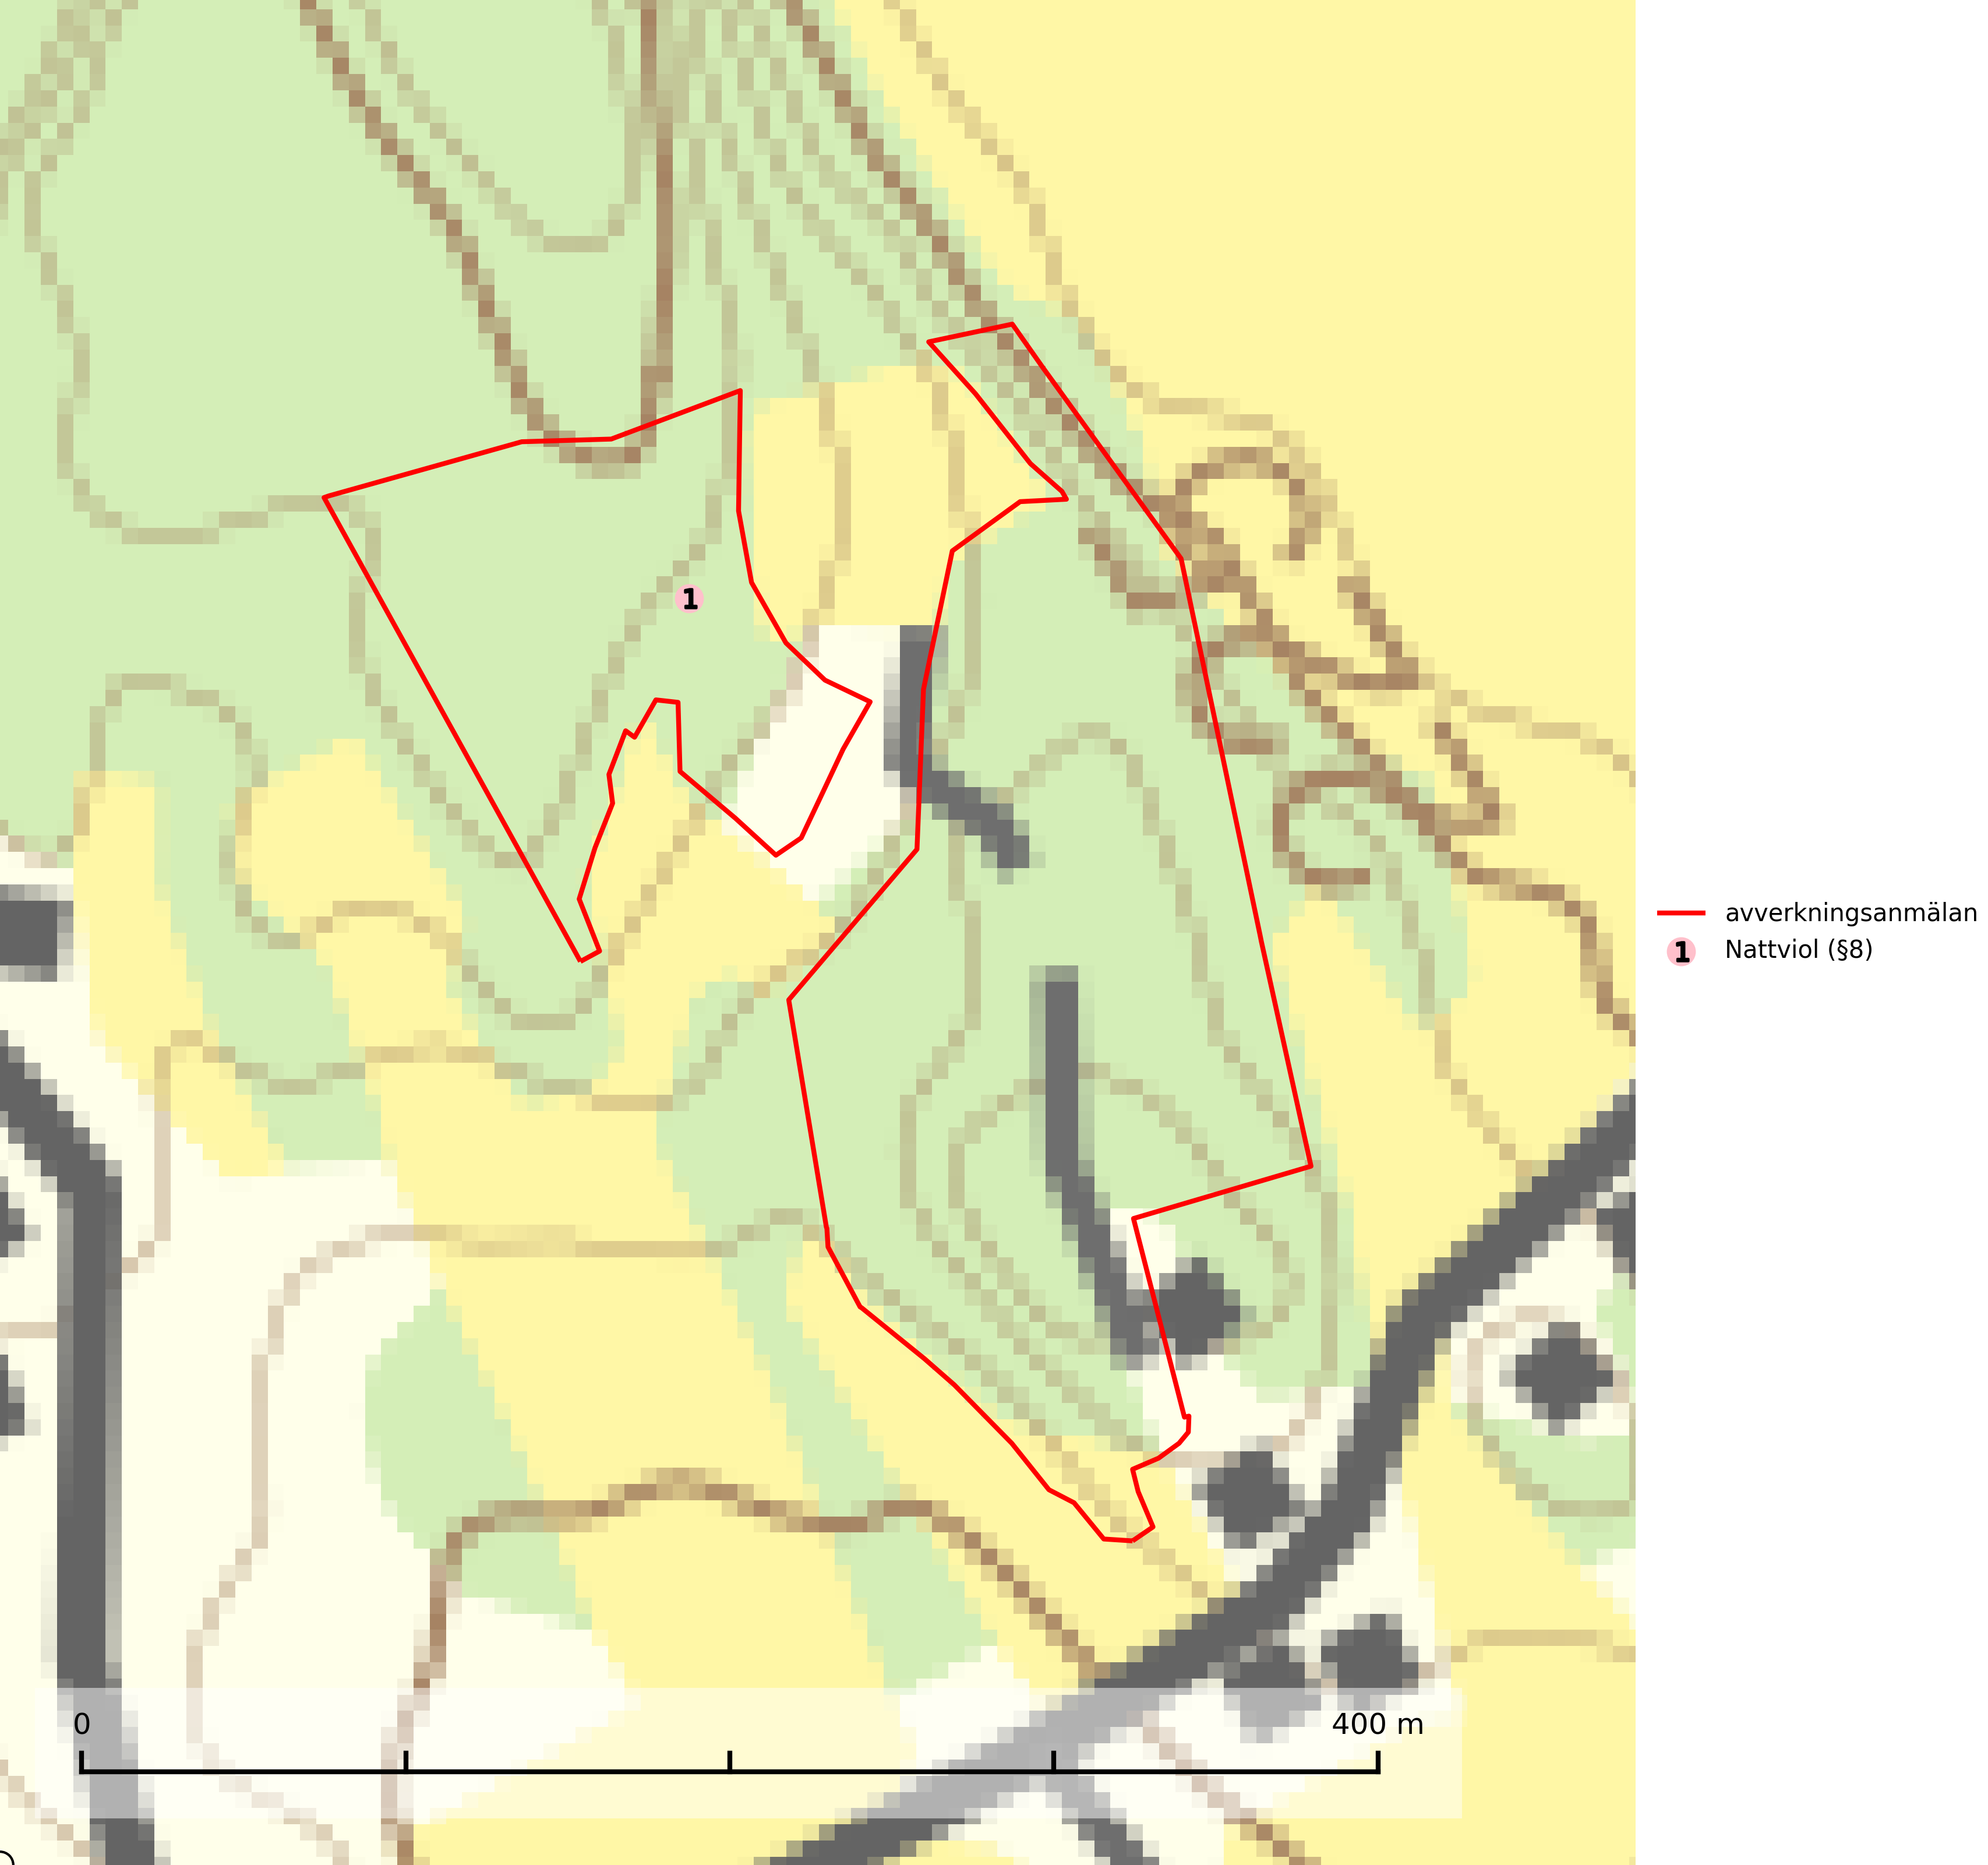 1
avverkningsanmälan
1 Nattviol (§8)
0 400 m